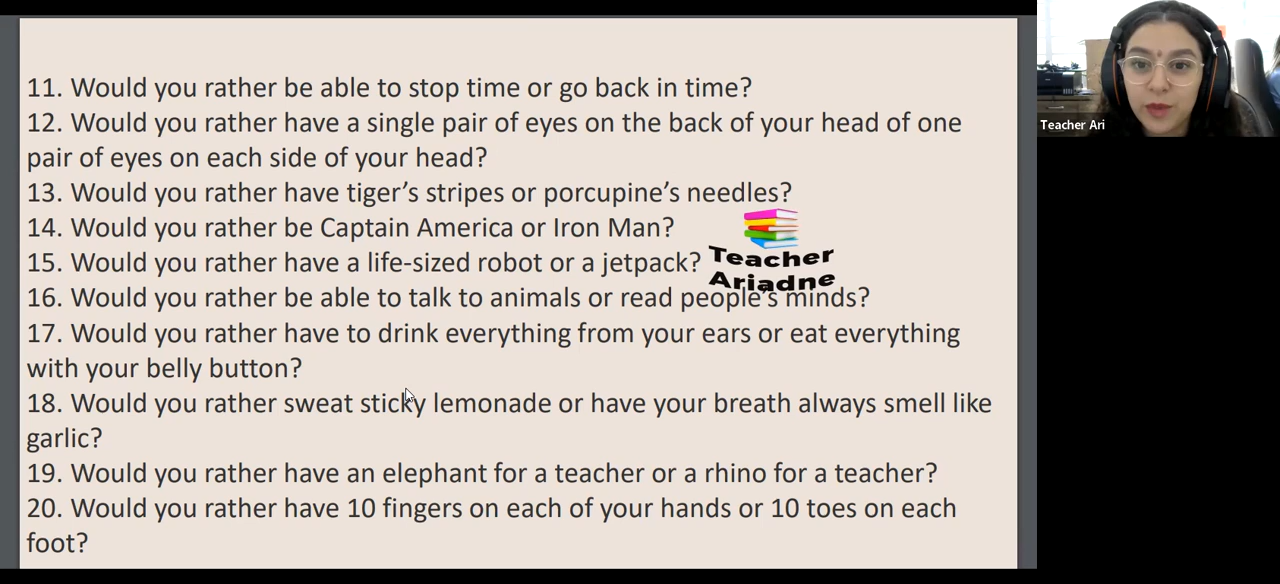 11. Would you rather be able to stop time or go back in time?
12. Would you rather have a single pair of eyes on the back of your head of one
pair of eyes on each side of your head?
13. Would you rather have tiger’s stripes or porcupine’s needles?
14. Would you rather be Captain America or Iron Man?
15. Would you rather have a life-sized robot or a jetpack?
16. Would you rather be able to talk to animals or read people’s minds?
17. Would you rather have to drink everything from your ears or eat everything
with your belly button?
18. Would you rather sweat sticky lemonade or have your breath always smell like
garlic?
19. Would you rather have an elephant for a teacher or a rhino for a teacher?
20. Would you rather have 10 fingers on each of your hands or 10 toes on each
foot?
Teacher
Ariadne
Teacher Ari